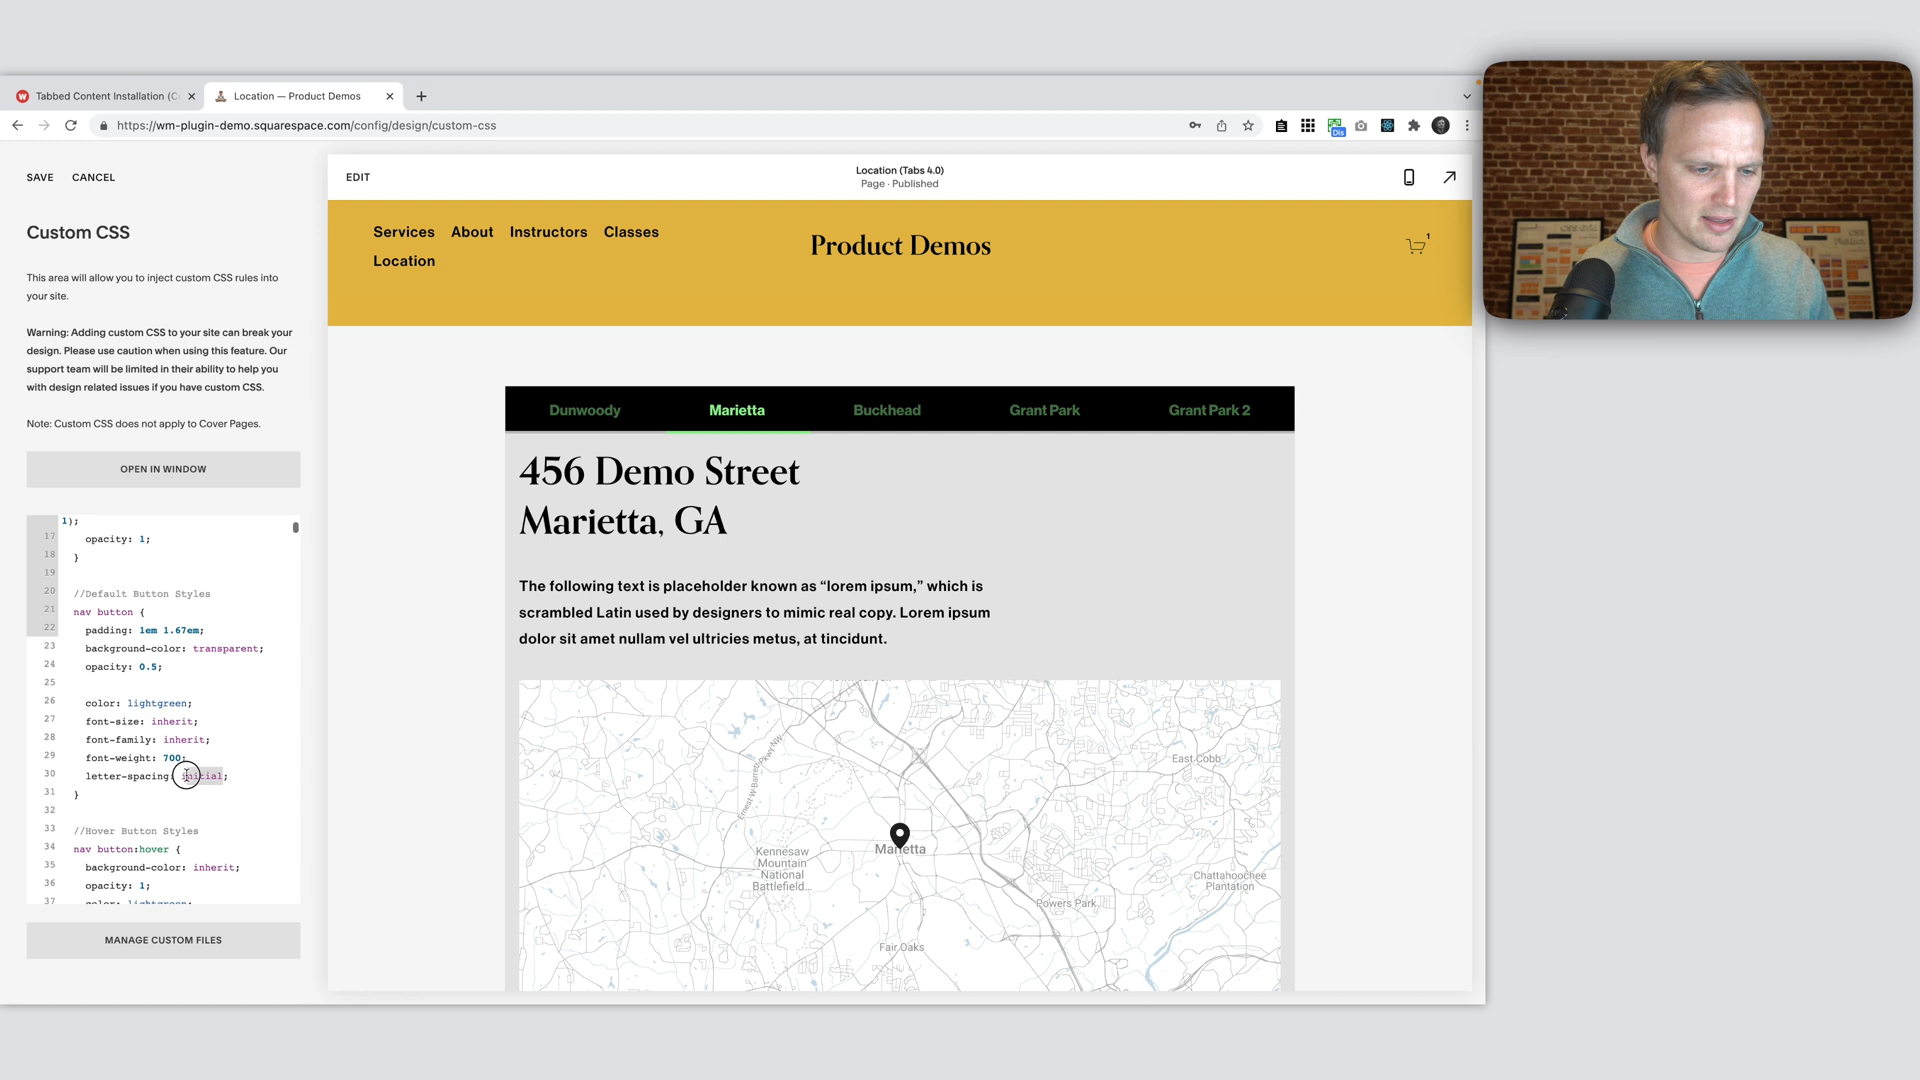 Tabbed Content Installation (C
Location — Product Demos
https://wm-plugin-demo.squarespace.com/config/design/custom-css
Dis
SAVE CANCEL
Custom CSS
This area will allow you to inject custom CSS rules into
your site.
Warning: Adding custom CSS to your site can break your
design. Please use caution when using this feature. Our
support team will be limited in their ability to help you
with design related issues if you have custom CSS.
Note: Custom CSS does not apply to Cover Pages.
OPEN IN WINDOW
1);
17 opacity: 1;
18 }
19
20 //Default Button Styles
21 nav button {
22 padding: 1em 1.67em;
23 background-color: transparent;
24 opacity: 0.5;
25
26 color: lightgreen;
27 font-size: inherit;
28 font-family: inherit;
29 font-weight: 700;
30 letter-spacing: initial;
31 }
32
33 //Hover Button Styles
34 nav button:hover {
35 background-color: inherit;
36 opacity: 1;
37 color: lightgreen;
MANAGE CUSTOM FILES
EDIT
Location (Tabs 4.0)
Page · Published
Services About Instructors Classes
Location
Product Demos
1
Dunwoody Marietta Buckhead Grant Park Grant Park 2
456 Demo Street
Marietta, GA
The following text is placeholder known as “lorem ipsum,” which is
scrambled Latin used by designers to mimic real copy. Lorem ipsum
dolor sit amet nullam vel ultricies metus, at tincidunt.
Ernest W Barrett Pkwy NW
East Cobb
Marietta
Kennesaw
Mountain
National
Battlefield...
Chattahoochee
Plantation
Powers Park
Fair Oaks